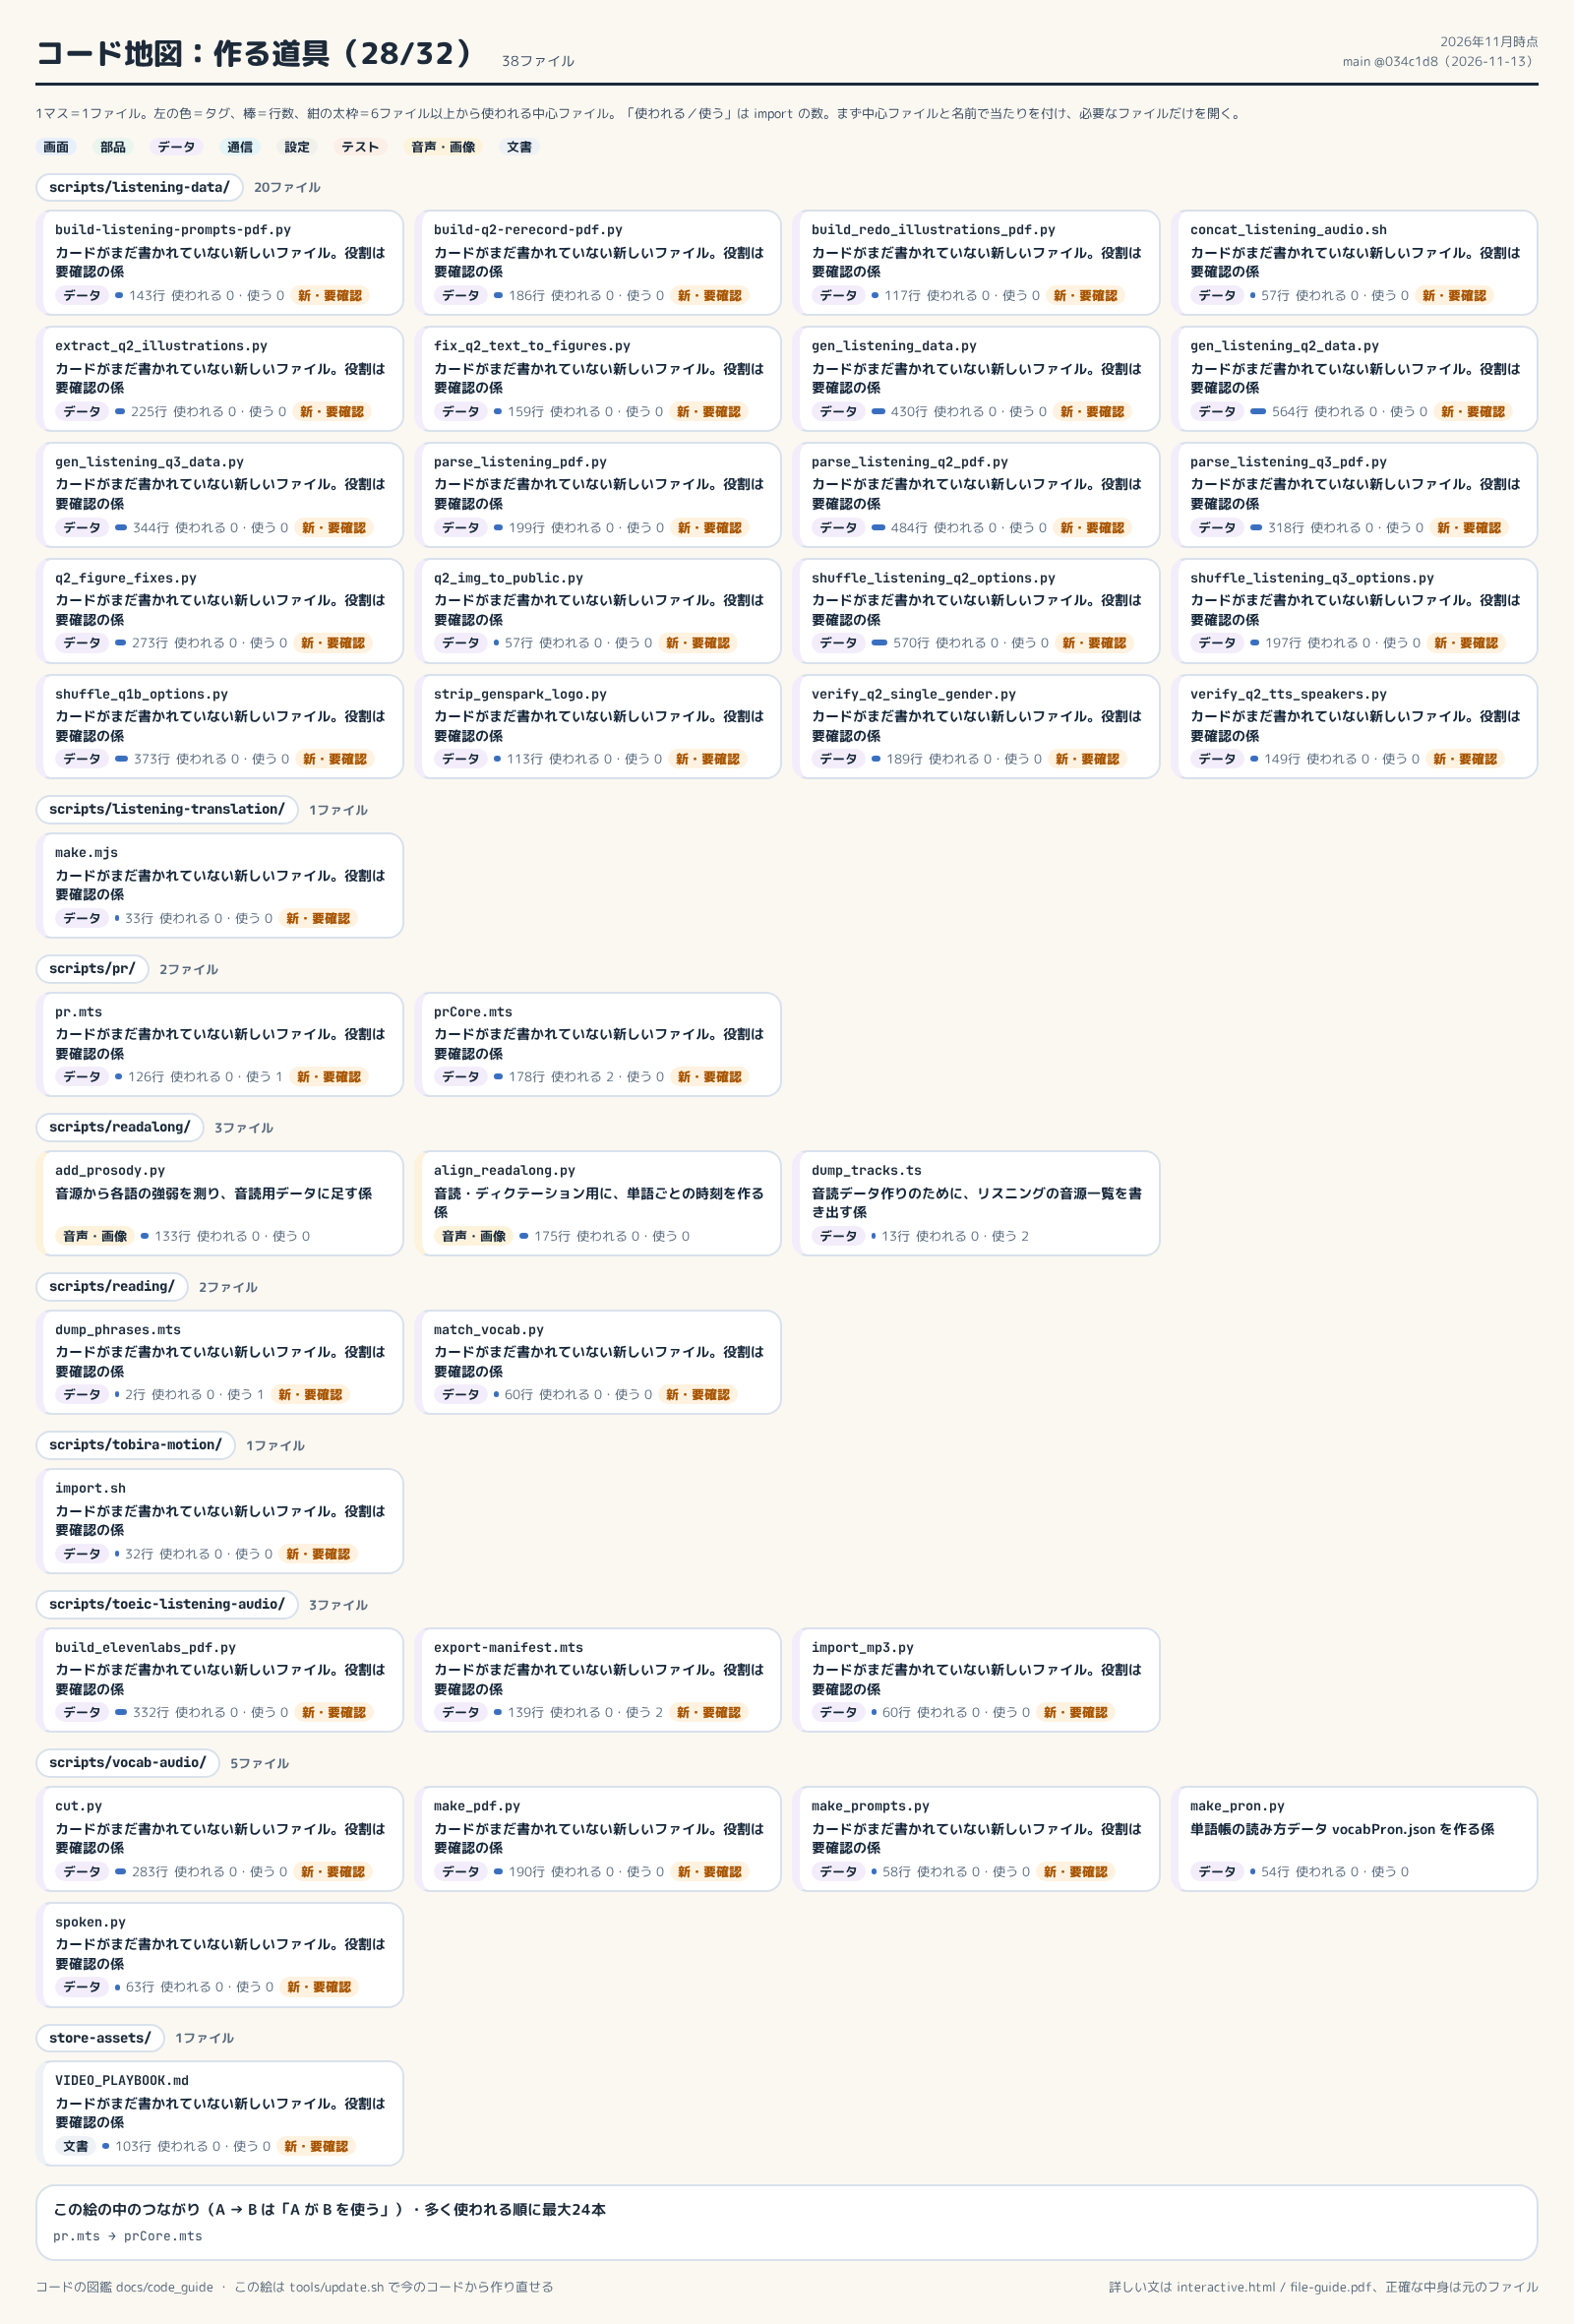 コード地図：作る道具（28/32） 38ファイル
2026年11月時点
main @034c1d8（2026-11-13）
1マス＝1ファイル。左の色＝タグ、棒＝行数、紺の太枠＝6ファイル以上から使われる中心ファイル。「使われる／使う」は import の数。まず中心ファイルと名前で当たりを付け、必要なファイルだけを開く。
画面 部品 データ 通信 設定 テスト 音声・画像 文書
scripts/listening-data/ 20ファイル
build-listening-prompts-pdf.py
カードがまだ書かれていない新しいファイル。役割は
要確認の係
データ 143行 使われる 0・使う 0 新・要確認
build-q2-rerecord-pdf.py
カードがまだ書かれていない新しいファイル。役割は
要確認の係
データ 186行 使われる 0・使う 0 新・要確認
build_redo_illustrations_pdf.py
カードがまだ書かれていない新しいファイル。役割は
要確認の係
データ 117行 使われる 0・使う 0 新・要確認
concat_listening_audio.sh
カードがまだ書かれていない新しいファイル。役割は
要確認の係
データ 57行 使われる 0・使う 0 新・要確認
extract_q2_illustrations.py
カードがまだ書かれていない新しいファイル。役割は
要確認の係
データ 225行 使われる 0・使う 0 新・要確認
fix_q2_text_to_figures.py
カードがまだ書かれていない新しいファイル。役割は
要確認の係
データ 159行 使われる 0・使う 0 新・要確認
gen_listening_data.py
カードがまだ書かれていない新しいファイル。役割は
要確認の係
データ 430行 使われる 0・使う 0 新・要確認
gen_listening_q2_data.py
カードがまだ書かれていない新しいファイル。役割は
要確認の係
データ 564行 使われる 0・使う 0 新・要確認
gen_listening_q3_data.py
カードがまだ書かれていない新しいファイル。役割は
要確認の係
データ 344行 使われる 0・使う 0 新・要確認
parse_listening_pdf.py
カードがまだ書かれていない新しいファイル。役割は
要確認の係
データ 199行 使われる 0・使う 0 新・要確認
parse_listening_q2_pdf.py
カードがまだ書かれていない新しいファイル。役割は
要確認の係
データ 484行 使われる 0・使う 0 新・要確認
parse_listening_q3_pdf.py
カードがまだ書かれていない新しいファイル。役割は
要確認の係
データ 318行 使われる 0・使う 0 新・要確認
q2_figure_fixes.py
カードがまだ書かれていない新しいファイル。役割は
要確認の係
データ 273行 使われる 0・使う 0 新・要確認
q2_img_to_public.py
カードがまだ書かれていない新しいファイル。役割は
要確認の係
データ 57行 使われる 0・使う 0 新・要確認
shuffle_listening_q2_options.py
カードがまだ書かれていない新しいファイル。役割は
要確認の係
データ 570行 使われる 0・使う 0 新・要確認
shuffle_listening_q3_options.py
カードがまだ書かれていない新しいファイル。役割は
要確認の係
データ 197行 使われる 0・使う 0 新・要確認
shuffle_q1b_options.py
カードがまだ書かれていない新しいファイル。役割は
要確認の係
データ 373行 使われる 0・使う 0 新・要確認
strip_genspark_logo.py
カードがまだ書かれていない新しいファイル。役割は
要確認の係
データ 113行 使われる 0・使う 0 新・要確認
verify_q2_single_gender.py
カードがまだ書かれていない新しいファイル。役割は
要確認の係
データ 189行 使われる 0・使う 0 新・要確認
verify_q2_tts_speakers.py
カードがまだ書かれていない新しいファイル。役割は
要確認の係
データ 149行 使われる 0・使う 0 新・要確認
scripts/listening-translation/ 1ファイル
make.mjs
カードがまだ書かれていない新しいファイル。役割は
要確認の係
データ 33行 使われる 0・使う 0 新・要確認
scripts/pr/ 2ファイル
pr.mts
カードがまだ書かれていない新しいファイル。役割は
要確認の係
データ 126行 使われる 0・使う 1 新・要確認
prCore.mts
カードがまだ書かれていない新しいファイル。役割は
要確認の係
データ 178行 使われる 2・使う 0 新・要確認
scripts/readalong/ 3ファイル
add_prosody.py
音源から各語の強弱を測り、音読用データに足す係
音声・画像 133行 使われる 0・使う 0
align_readalong.py
音読・ディクテーション用に、単語ごとの時刻を作る
係
音声・画像 175行 使われる 0・使う 0
dump_tracks.ts
音読データ作りのために、リスニングの音源一覧を書
き出す係
データ 13行 使われる 0・使う 2
scripts/reading/ 2ファイル
dump_phrases.mts
カードがまだ書かれていない新しいファイル。役割は
要確認の係
データ 2行 使われる 0・使う 1 新・要確認
match_vocab.py
カードがまだ書かれていない新しいファイル。役割は
要確認の係
データ 60行 使われる 0・使う 0 新・要確認
scripts/tobira-motion/ 1ファイル
import.sh
カードがまだ書かれていない新しいファイル。役割は
要確認の係
データ 32行 使われる 0・使う 0 新・要確認
scripts/toeic-listening-audio/ 3ファイル
build_elevenlabs_pdf.py
カードがまだ書かれていない新しいファイル。役割は
要確認の係
データ 332行 使われる 0・使う 0 新・要確認
export-manifest.mts
カードがまだ書かれていない新しいファイル。役割は
要確認の係
データ 139行 使われる 0・使う 2 新・要確認
import_mp3.py
カードがまだ書かれていない新しいファイル。役割は
要確認の係
データ 60行 使われる 0・使う 0 新・要確認
scripts/vocab-audio/ 5ファイル
cut.py
カードがまだ書かれていない新しいファイル。役割は
要確認の係
データ 283行 使われる 0・使う 0 新・要確認
make_pdf.py
カードがまだ書かれていない新しいファイル。役割は
要確認の係
データ 190行 使われる 0・使う 0 新・要確認
make_prompts.py
カードがまだ書かれていない新しいファイル。役割は
要確認の係
データ 58行 使われる 0・使う 0 新・要確認
make_pron.py
単語帳の読み方データ vocabPron.json を作る係
データ 54行 使われる 0・使う 0
spoken.py
カードがまだ書かれていない新しいファイル。役割は
要確認の係
データ 63行 使われる 0・使う 0 新・要確認
store-assets/ 1ファイル
VIDEO_PLAYBOOK.md
カードがまだ書かれていない新しいファイル。役割は
要確認の係
文書 103行 使われる 0・使う 0 新・要確認
この絵の中のつながり（A → B は「A が B を使う」）・多く使われる順に最大24本
pr.mts → prCore.mts
コードの図鑑 docs/code_guide ・ この絵は tools/update.sh で今のコードから作り直せる
詳しい文は interactive.html / file-guide.pdf、正確な中身は元のファイル